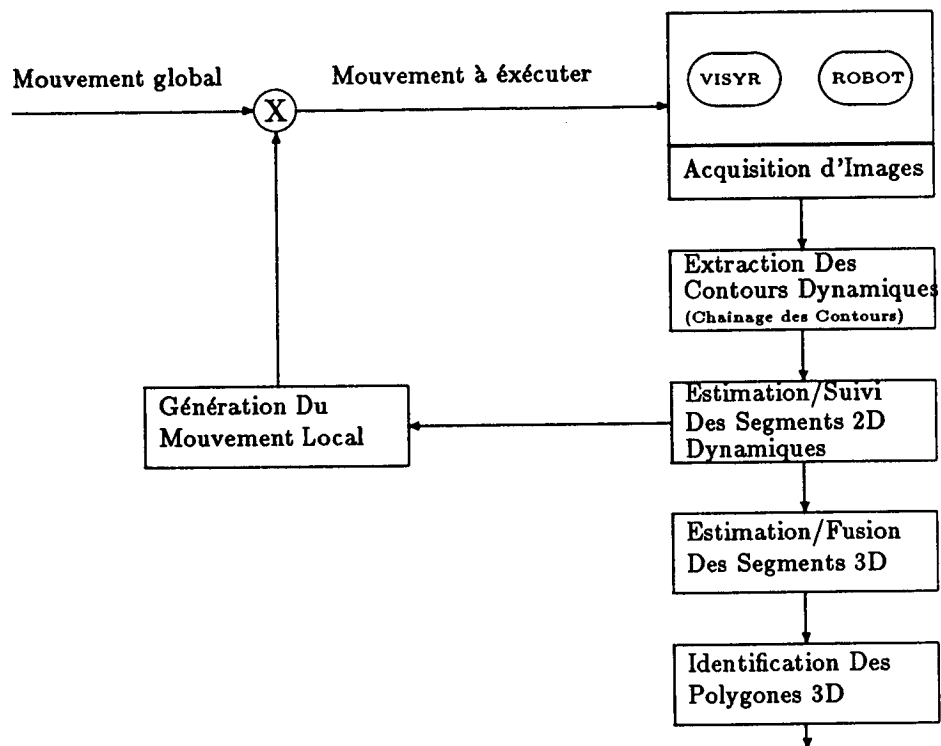 Mouvement global
Mouvement à éxécuter
X
VISYR
ROBOT
Acquisition d'Images
Extraction Des
Contours Dynamiques
(Chainage des Contours)
Génération Du
Mouvement Local
Estimation/Suivi
Des Segments 2D
Dynamiques
Estimation/Fusion
Des Segments 3D
Identification Des
Polygones 3D